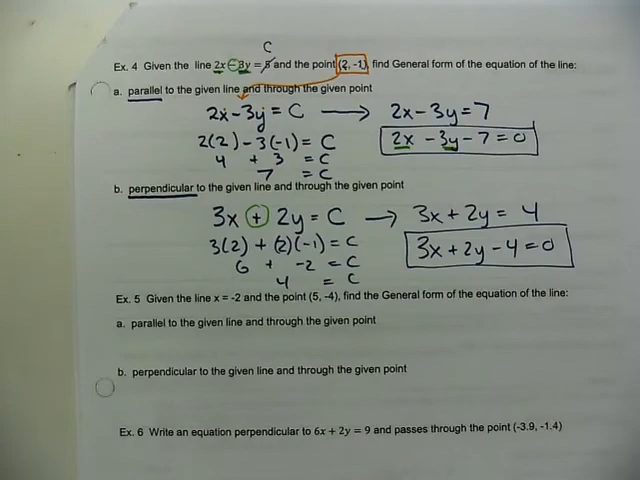 C
Ex. 4 Given the line 2x - 3y = 5 and the point (2, -1), find General form of the equation of the line:
a. parallel to the given line and through the given point
2x - 3y = C → 2x - 3y = 7
2(2) - 3(-1) = C 2x - 3y - 7 = 0
4 + 3 = C
7 = C
b. perpendicular to the given line and through the given point
3x + 2y = C → 3x + 2y = 4
3(2) + (2)(-1) = C 3x + 2y - 4 = 0
6 + -2 = C
4 = C
Ex. 5 Given the line x = -2 and the point (5, -4), find the General form of the equation of the line:
a. parallel to the given line and through the given point
b. perpendicular to the given line and through the given point
Ex. 6 Write an equation perpendicular to 6x + 2y = 9 and passes through the point (-3.9, -1.4)